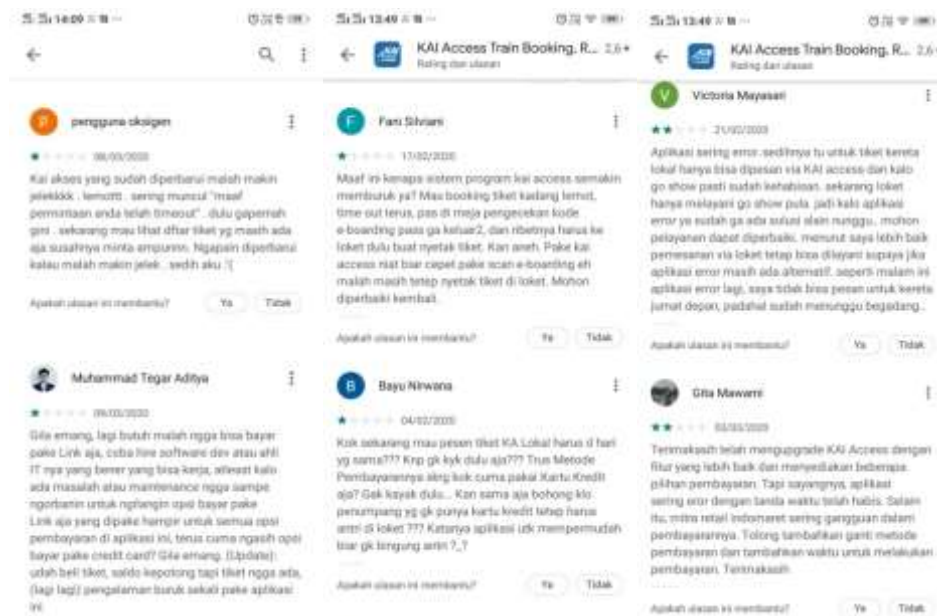 14:09
pengguna oksigen
08/03/2020
Kai akses yang sudah diperbarui malah makin
jelekkkk . lemottt . sering muncul "maaf
permintaan anda telah timeout" . dulu gapernah
gini . sekarang mau lihat dftar tiket yg masih ada
aja susahnya minta empunnn. Ngapain diperbarui
kalau malah makin jelek . sedih aku :'(
Apakah ulasan ini membantu?
Ya
Tidak
Muhammad Tegar Aditya
Gila emang, lagi butuh malah ngga bisa bayar
pake Link aja, coba hire software dev atau ahli
IT nya yang bener yang bisa kerja, atleast kalo
ada masalah atau maintenance ngga sampe
ngorbanin untuk ngilangin opsi bayar pake
Link aja yang dipake hampir untuk semua opsi
pembayaran di aplikasi ini, terus cuma ngasih opsi
bayar pake credit card? Gila emang. (Update):
udah beli tiket, saldo kepotong tapi tiket ngga ada,
(lagi lagi) pengalaman buruk sekali pake aplikasi
ini
13:49
KAI Access Train Booking, R... 2,6★
Rating dan ulasan
Fani Silviani
17/02/2020
Maaf ini kenapa sistem program kai access semakin
memburuk ya? Mau booking tiket kadang lemot,
time out terus, pas di meja pengecekan kode
e-boarding pass ga keluar2, dan ribetnya harus ke
loket dulu buat nyetak tiket. Kan aneh. Pake kai
access niat biar cepet pake scan e-boarding eh
malah masih tetep nyetak tiket di loket. Mohon
diperbaiki kembali.
Apakah ulasan ini membantu?
Ya
Tidak
Bayu Nirwana
04/02/2020
Kok sekarang mau pesen tiket KA Lokal harus d hari
yg sama??? Knp gk kyk dulu aja??? Trus Metode
Pembayarannya skrg kok cuma pakai Kartu Kredit
aja? Gak kayak dulu... Kan sama aja bohong klo
penumpang yg gk punya kartu kredit tetep harus
antri di loket ??? Katanya aplikasi utk mempermudah
biar gk bingung antri ?_?
Apakah ulasan ini membantu?
Ya
Tidak
13:49
KAI Access Train Booking, R... 2,6★
Rating dan ulasan
Victoria Mayasari
21/02/2020
Aplikasi sering error. sedihnya tu untuk tiket kereta
lokal hanya bisa dipesan via KAI access dan kalo
go show pasti sudah kehabisan. sekarang loket
hanya melayani go show pula. jadi kalo aplikasi
error ya sudah ga ada solusi selain nunggu.. mohon
pelayanan dapat diperbaiki. menurut saya lebih baik
pemesanan via loket tetap bisa dilayani supaya jika
aplikasi error masih ada alternatif. seperti malam ini
aplikasi error lagi, saya tidak bisa pesan untuk kereta
jumat depan, padahal sudah menunggu begadang..
Apakah ulasan ini membantu?
Ya
Tidak
Gita Mawarni
Terimakasih telah mengupgrade KAI Access dengan
fitur yang lebih baik dan menyediakan beberapa
pilihan pembayaran. Tapi sayangnya, aplikasi
sering eror dengan tanda waktu telah habis. Selain
itu, mitra retail indomaret sering gangguan dalam
pembayarannya. Tolong tambahkan ganti metode
pembayaran dan tambahkan waktu untuk melakukan
pembayaran. Terimakasih.
Apakah ulasan ini membantu?
Ya
Tidak